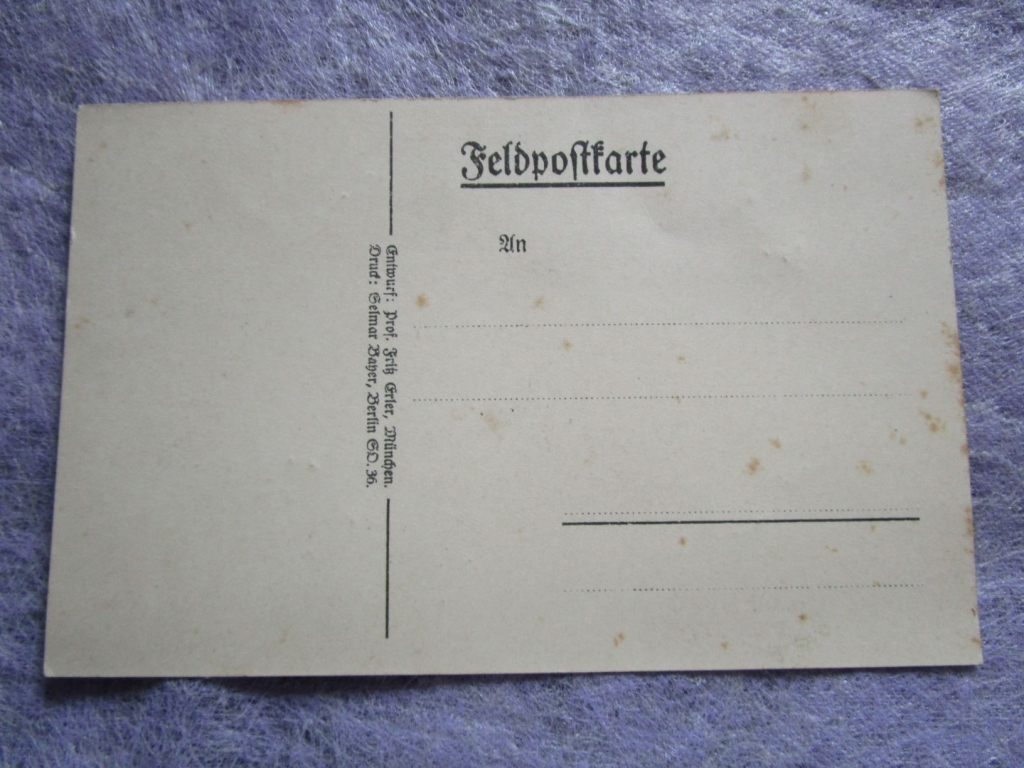 Feldpostkarte
An
Entwurf: Prof. Fritz Erler, München.
Druck: Selmar Bayer, Berlin SO. 36.